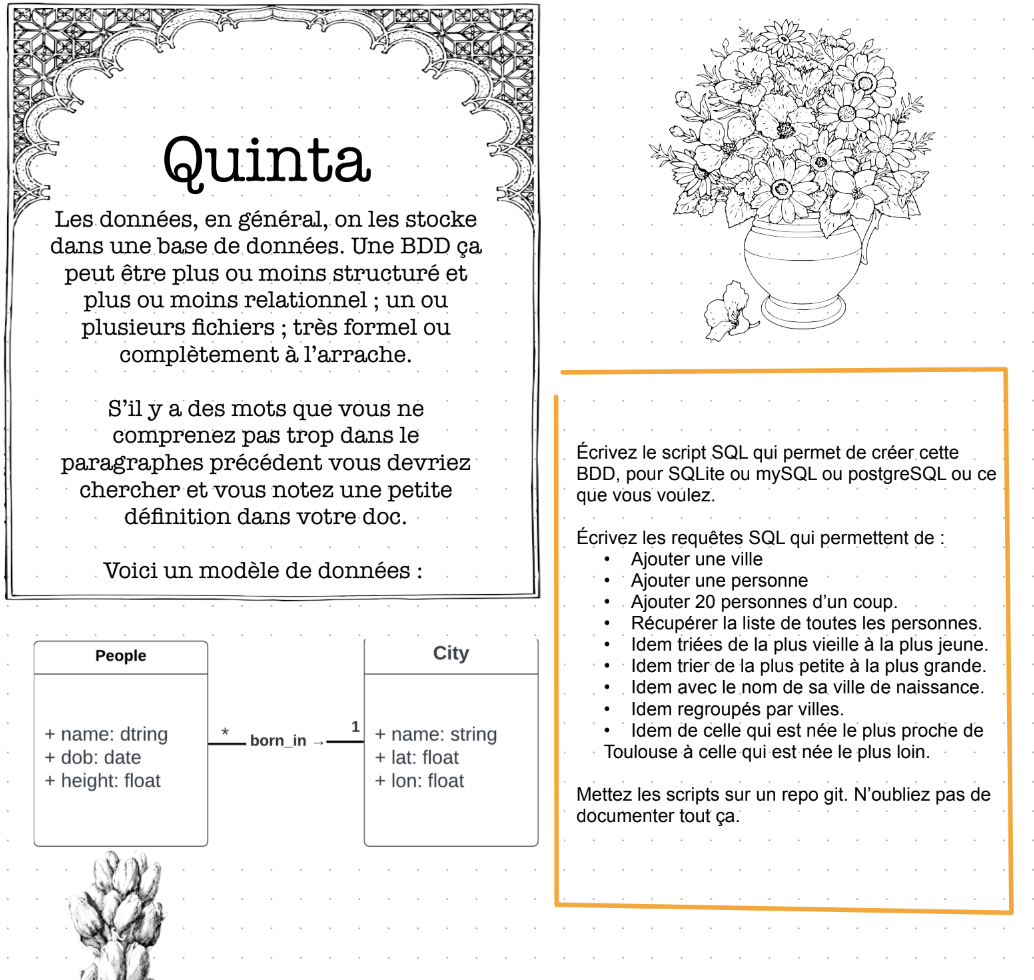 Quinta
Les données, en général, on les stocke
dans une base de données. Une BDD ça
peut être plus ou moins structuré et
plus ou moins relationnel ; un ou
plusieurs fichiers ; très formel ou
complètement à l'arrache.
S'il y a des mots que vous ne
comprenez pas trop dans le
paragraphes précédent vous devriez
chercher et vous notez une petite
définition dans votre doc.
Voici un modèle de données :
People
+ name: dtring
+ dob: date
+ height: float
* born_in → 1
City
+ name: string
+ lat: float
+ lon: float
Écrivez le script SQL qui permet de créer cette
BDD, pour SQLite ou mySQL ou postgreSQL ou ce
que vous voulez.
Écrivez les requêtes SQL qui permettent de :
• Ajouter une ville
• Ajouter une personne
• Ajouter 20 personnes d'un coup.
• Récupérer la liste de toutes les personnes.
• Idem triées de la plus vieille à la plus jeune.
• Idem trier de la plus petite à la plus grande.
• Idem avec le nom de sa ville de naissance.
• Idem regroupés par villes.
• Idem de celle qui est née le plus proche de
Toulouse à celle qui est née le plus loin.
Mettez les scripts sur un repo git. N'oubliez pas de
documenter tout ça.